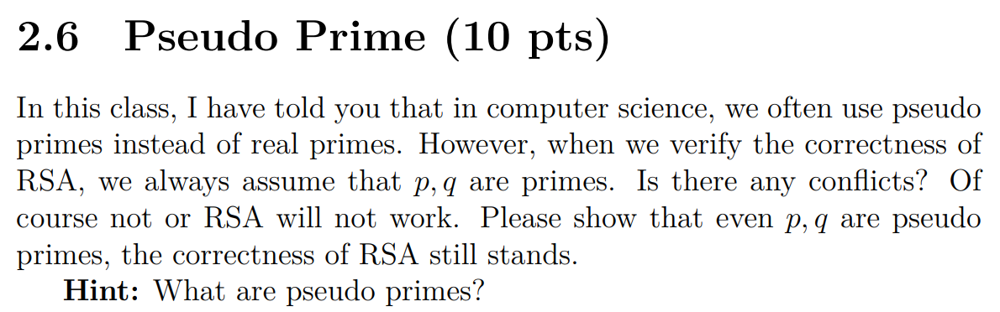 2.6 Pseudo Prime (10 pts)
In this class, I have told you that in computer science, we often use pseudo
primes instead of real primes. However, when we verify the correctness of
RSA, we always assume that p, q are primes. Is there any conflicts? Of
course not or RSA will not work. Please show that even p, q are pseudo
primes, the correctness of RSA still stands.
Hint: What are pseudo primes?